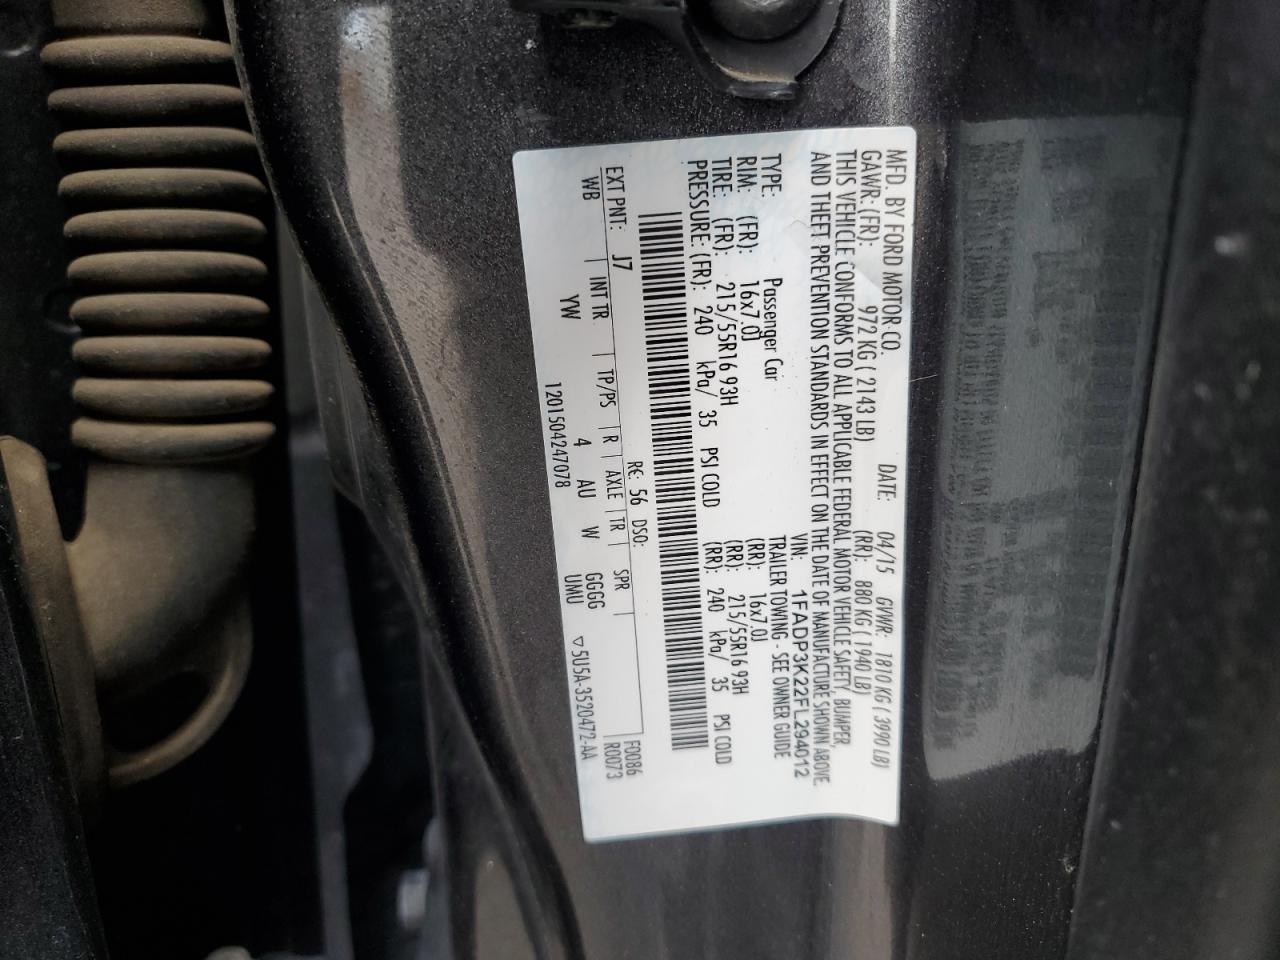 MFD. BY FORD MOTOR CO.
DATE: 04/15 GVWR: 1810 KG ( 3990 LB)
GAWR: (FR): 972 KG ( 2143 LB) (RR): 880 KG ( 1940 LB)
THIS VEHICLE CONFORMS TO ALL APPLICABLE FEDERAL MOTOR VEHICLE SAFETY, BUMPER,
AND THEFT PREVENTION STANDARDS IN EFFECT ON THE DATE OF MANUFACTURE SHOWN ABOVE.
VIN: 1FADP3K22FL294012
TYPE: Passenger Car TRAILER TOWING - SEE OWNER GUIDE
RIM: (FR): 16x7.0J (RR): 16x7.0J
TIRE: (FR): 215/55R16 93H (RR): 215/55R16 93H
PRESSURE: (FR): 240 kPa/ 35 PSI COLD (RR): 240 kPa/ 35 PSI COLD
F0086
EXT PNT: J7 RC: 56 DSO: R0073
WB | INT TR | TP/PS | R | AXLE | TR | SPR
YW 4 AU W GGGG
UMU
1201504247078 ▽5U5A-3520472-AA